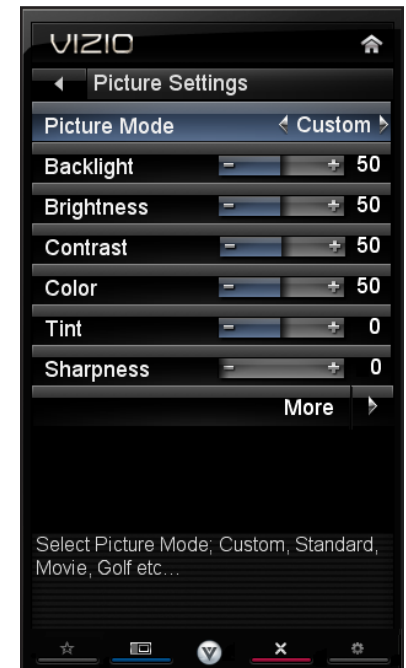 VIZIO
Picture Settings
Picture Mode Custom
Backlight - + 50
Brightness - + 50
Contrast - + 50
Color - + 50
Tint - + 0
Sharpness - + 0
More
Select Picture Mode; Custom, Standard,
Movie, Golf etc...
V